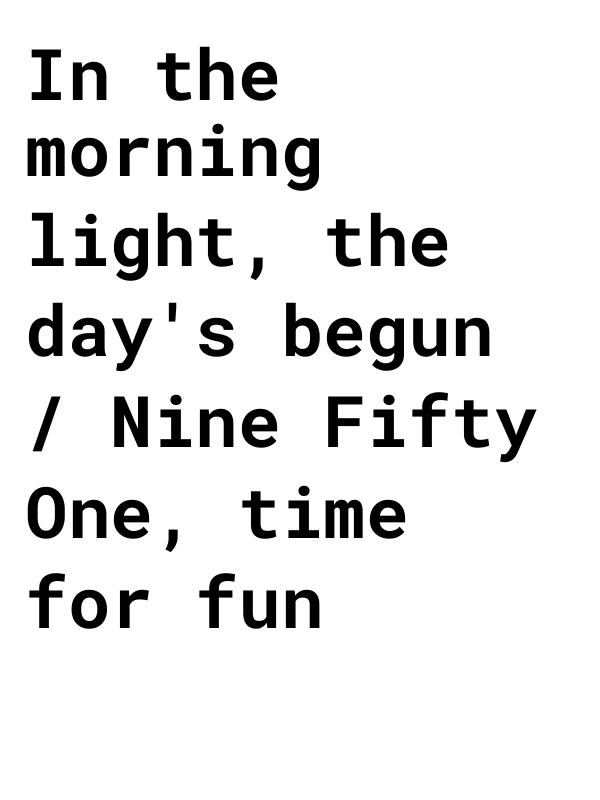 In the
morning
light, the
day's begun
/ Nine Fifty
One, time
for fun